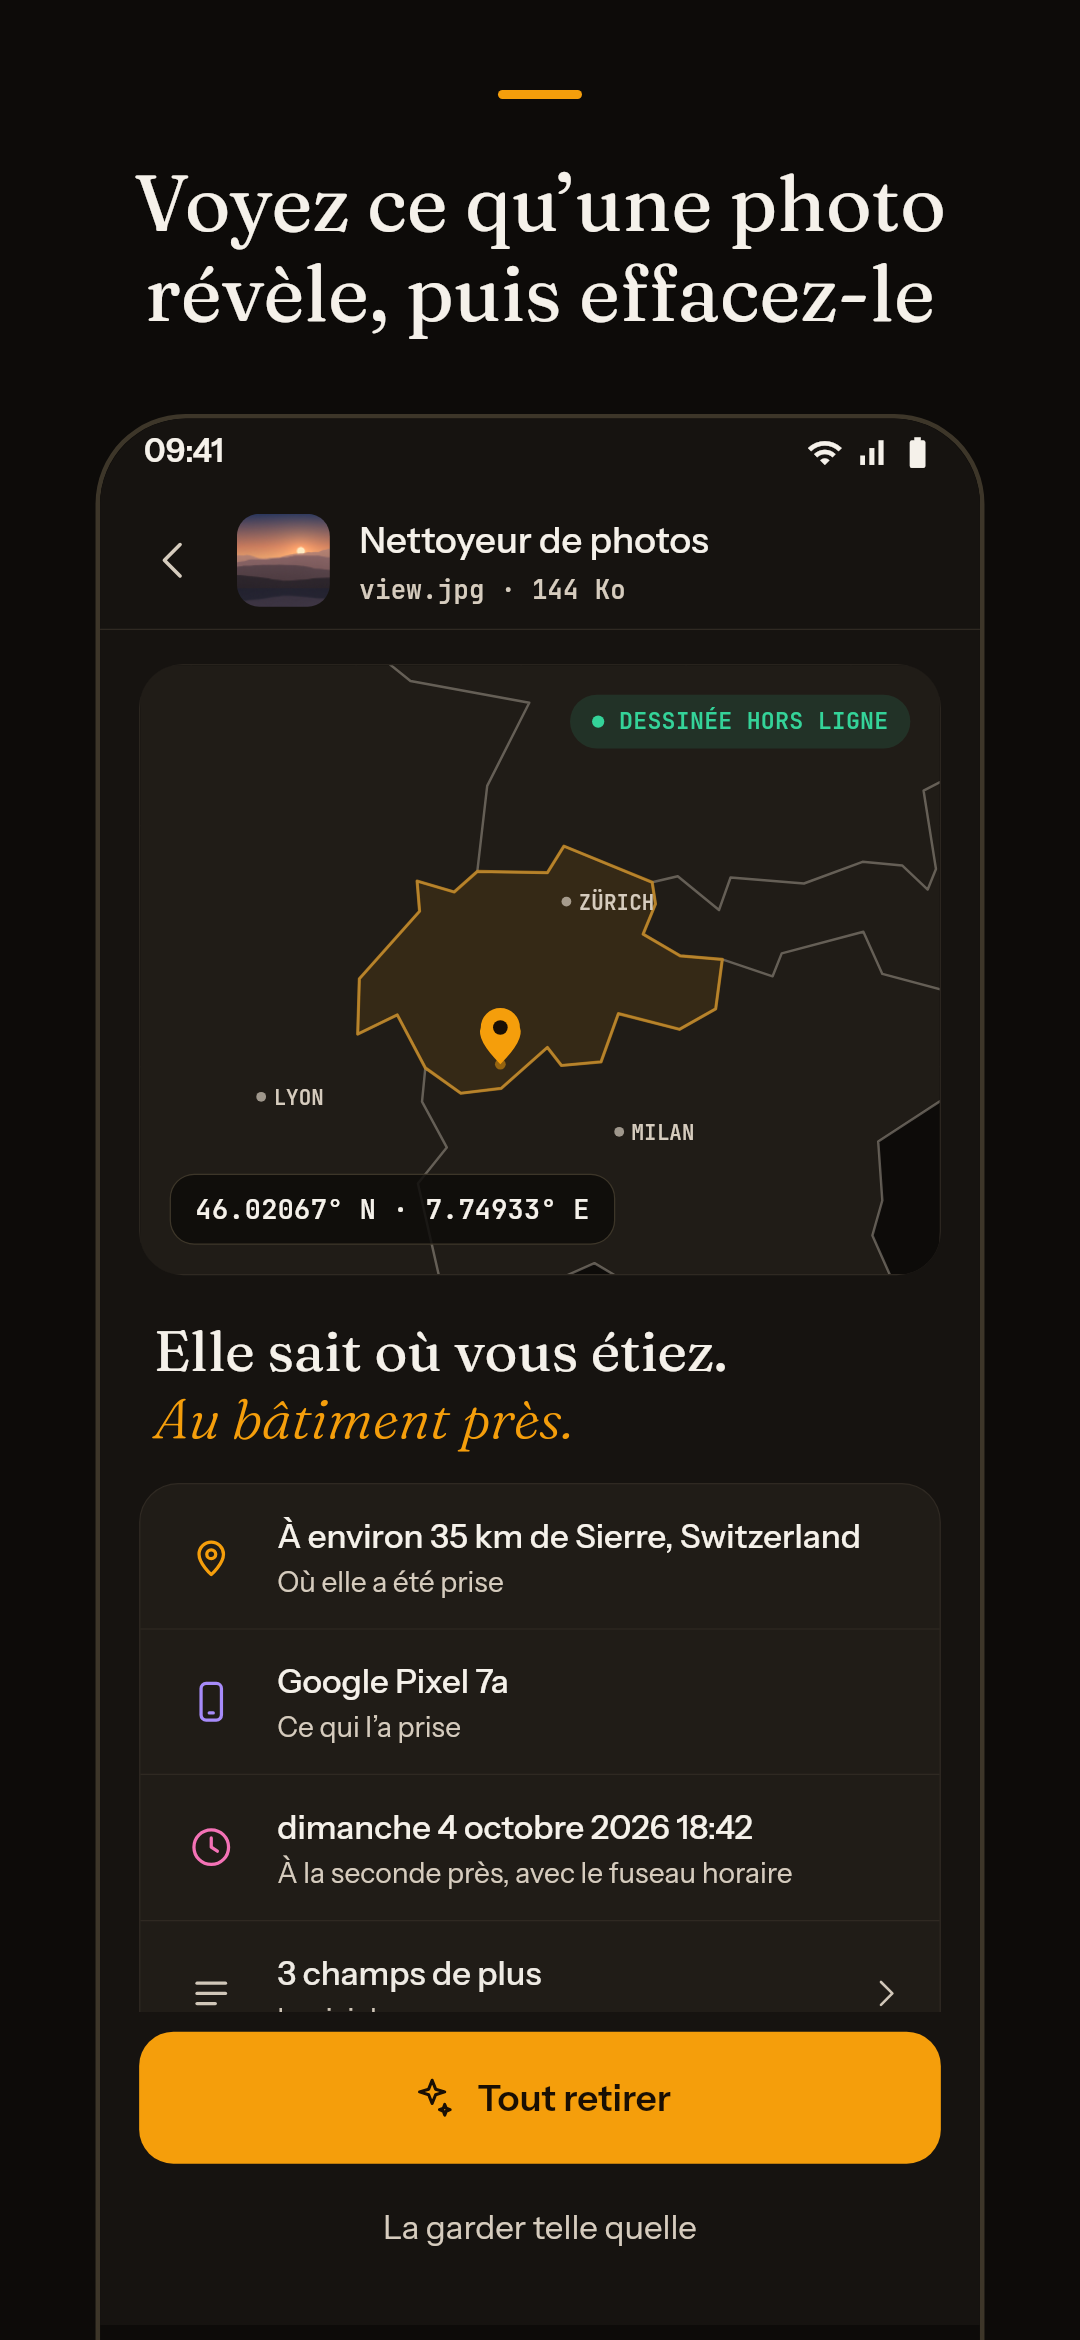 Voyez ce qu’une photo
révèle, puis effacez-le
09:41
Nettoyeur de photos
view.jpg · 144 Ko
DESSINÉE HORS LIGNE
ZÜRICH
LYON
MILAN
46.02067° N · 7.74933° E
Elle sait où vous étiez.
Au bâtiment près.
À environ 35 km de Sierre, Switzerland
Où elle a été prise
Google Pixel 7a
Ce qui l’a prise
dimanche 4 octobre 2026 18:42
À la seconde près, avec le fuseau horaire
3 champs de plus
Tout retirer
La garder telle quelle